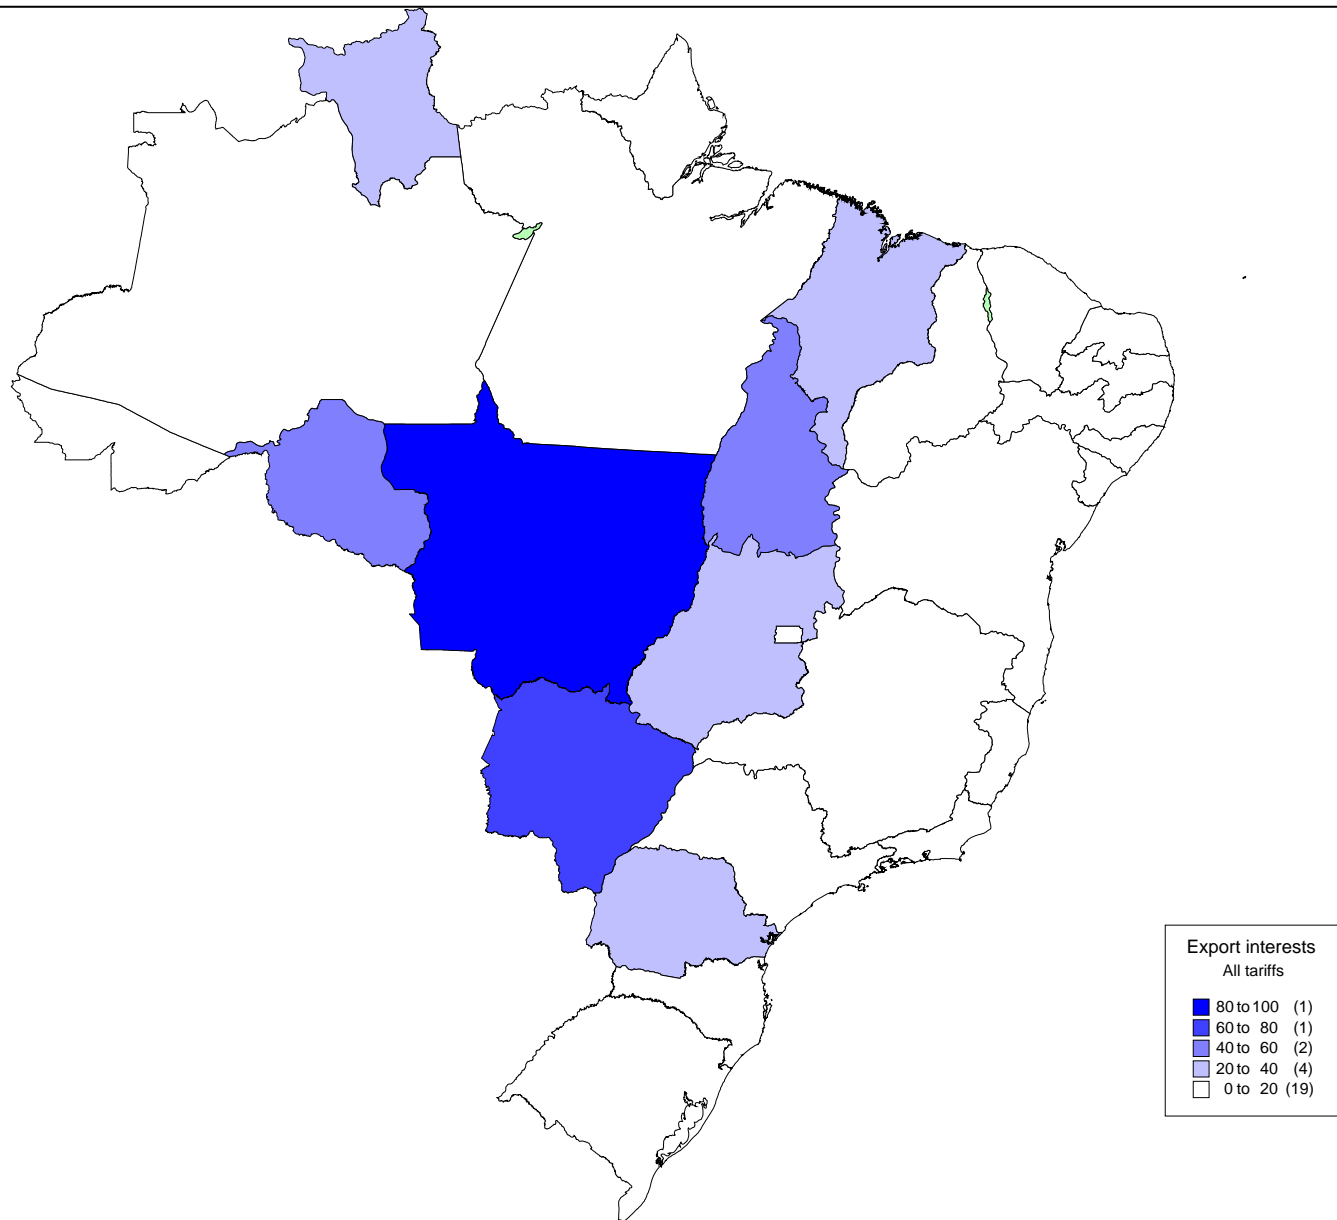 Export interests
All tariffs
80 to 100 (1)
60 to 80 (1)
40 to 60 (2)
20 to 40 (4)
0 to 20 (19)